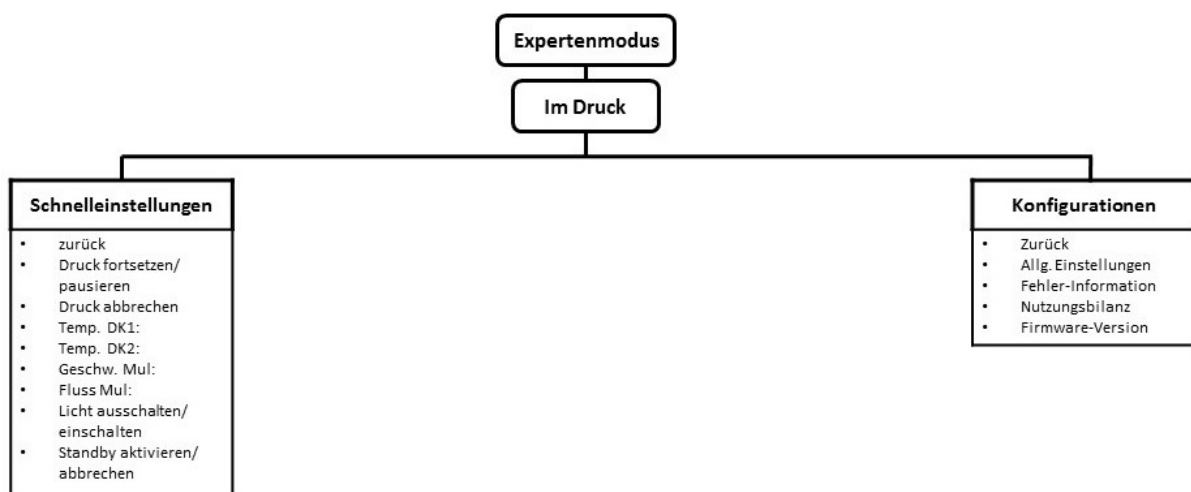 Expertenmodus
Im Druck
Schnelleinstellungen
• zurück
• Druck fortsetzen/
pausieren
• Druck abbrechen
• Temp. DK1:
• Temp. DK2:
• Geschw. Mul:
• Fluss Mul:
• Licht ausschalten/
einschalten
• Standby aktivieren/
abbrechen
Konfigurationen
• Zurück
• Allg. Einstellungen
• Fehler-Information
• Nutzungsbilanz
• Firmware-Version